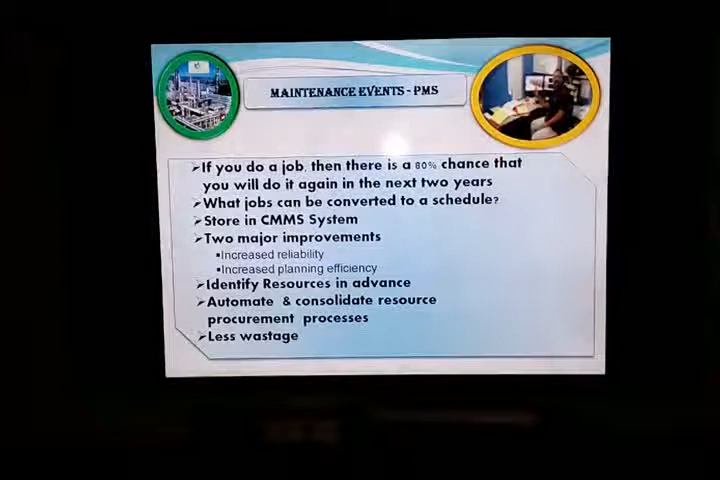 MAINTENANCE EVENTS - PMS
➢If you do a job, then there is a 80% chance that
you will do it again in the next two years
➢What jobs can be converted to a schedule?
➢Store in CMMS System
➢Two major improvements
▪Increased reliability
▪Increased planning efficiency
➢Identify Resources in advance
➢Automate & consolidate resource
procurement processes
➢Less wastage